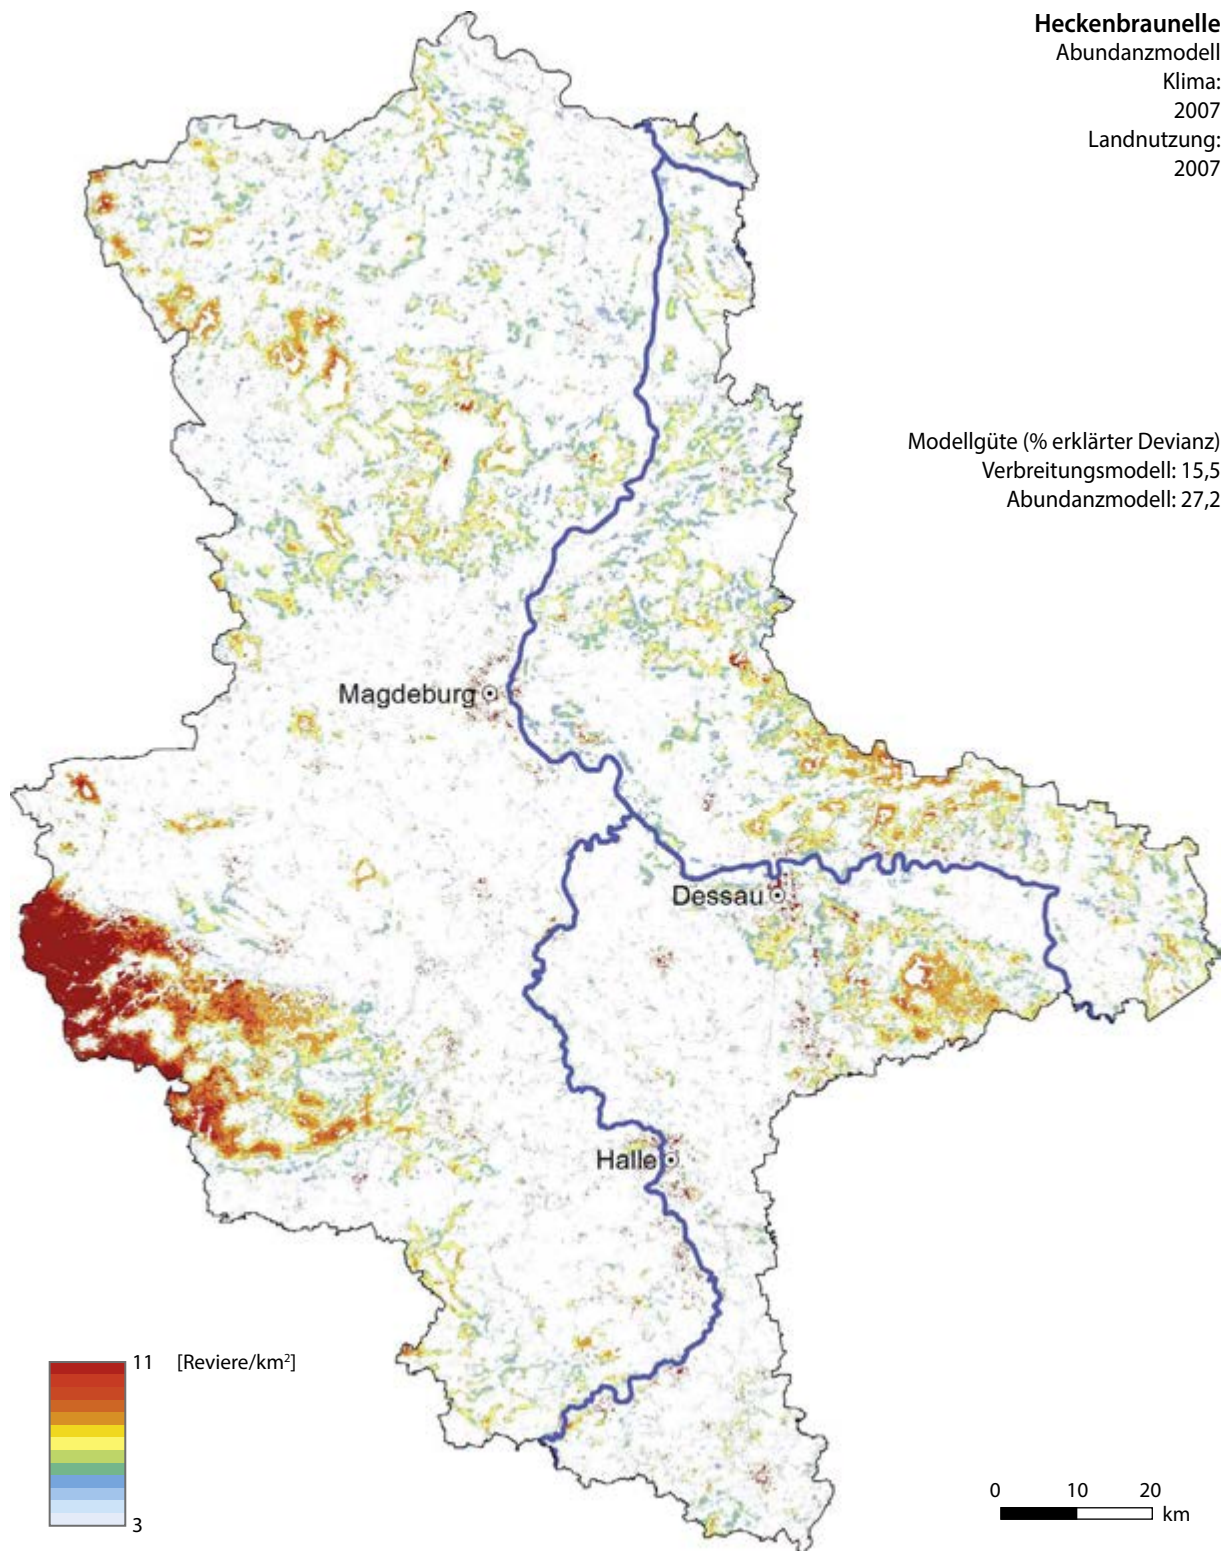 Heckenbraunelle
Abundanzmodell
Klima:
2007
Landnutzung:
2007
Modellgüte (% erklärter Devianz)
Verbreitungsmodell: 15,5
Abundanzmodell: 27,2
Magdeburg
Dessau
Halle
11 [Reviere/km²]
3
0 10 20
km